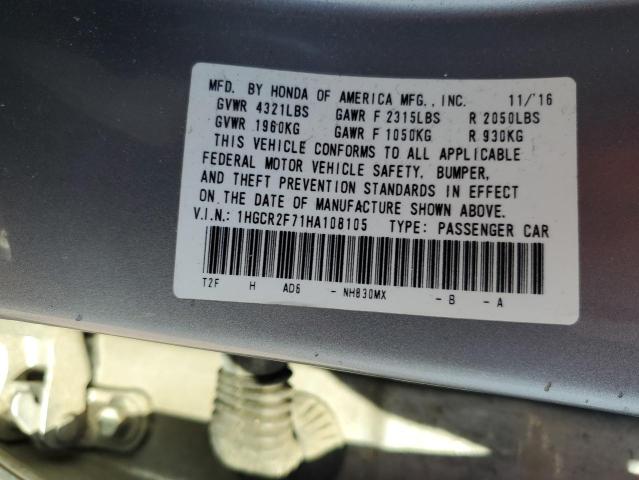 MFD. BY HONDA OF AMERICA MFG., INC. 11/'16
GVWR 4321LBS GAWR F 2315LBS R 2050LBS
GVWR 1960KG GAWR F 1050KG R 930KG
THIS VEHICLE CONFORMS TO ALL APPLICABLE
FEDERAL MOTOR VEHICLE SAFETY, BUMPER,
AND THEFT PREVENTION STANDARDS IN EFFECT
ON THE DATE OF MANUFACTURE SHOWN ABOVE.
V.I.N.: 1HGCR2F71HA108105 TYPE: PASSENGER CAR
T2F H AD6 - NH830MX - B - A